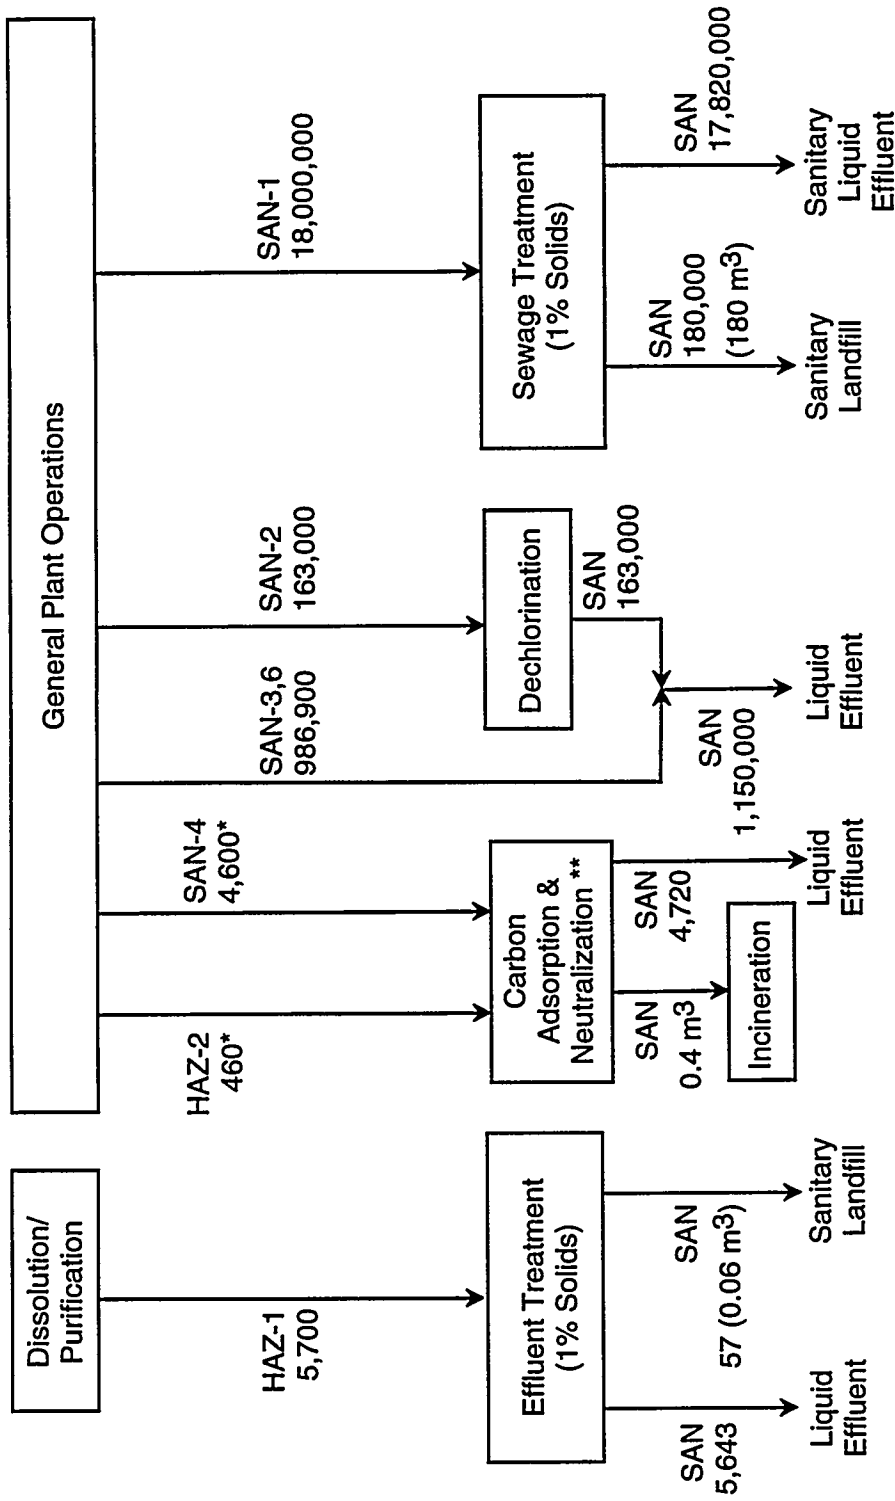 Dissolution/
Purification
HAZ-1
5,700
Effluent Treatment
(1% Solids)
SAN
5,643
Liquid
Effluent
SAN
57 (0.06 m³)
Sanitary
Landfill
General Plant Operations
HAZ-2
460*
SAN-4
4,600*
Carbon
Adsorption &
Neutralization **
SAN
0.4 m³
Incineration
SAN
4,720
Liquid
Effluent
SAN-3,6
986,900
SAN-2
163,000
Dechlorination
SAN
163,000
SAN
1,150,000
Liquid
Effluent
SAN-1
18,000,000
Sewage Treatment
(1% Solids)
SAN
180,000
(180 m³)
Sanitary
Landfill
SAN
17,820,000
Sanitary
Liquid
Effluent